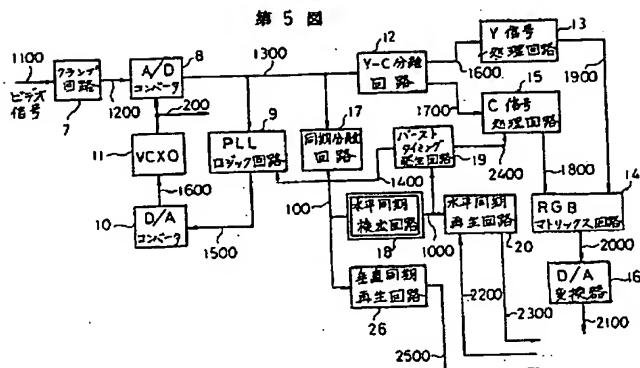 第 5 図
1100
ビデオ
信号
クランプ
回路
7
1200
A/D
コンバータ
8
200
1300
VCXO
11
1600
D/A
コンバータ
10
1500
PLL
ロジック回路
9
1400
同期分離
回路
17
100
Y-C分離
回路
12
1600
1700
Y信号
処理回路
13
1900
C信号
処理回路
15
1800
2400
バースト
タイミング
発生回路
19
水平同期
検出回路
18
1000
水平同期
再生回路
20
2200
2300
垂直同期
再生回路
26
2500
RGB
マトリックス回路
14
2000
D/A
変換器
16
2100